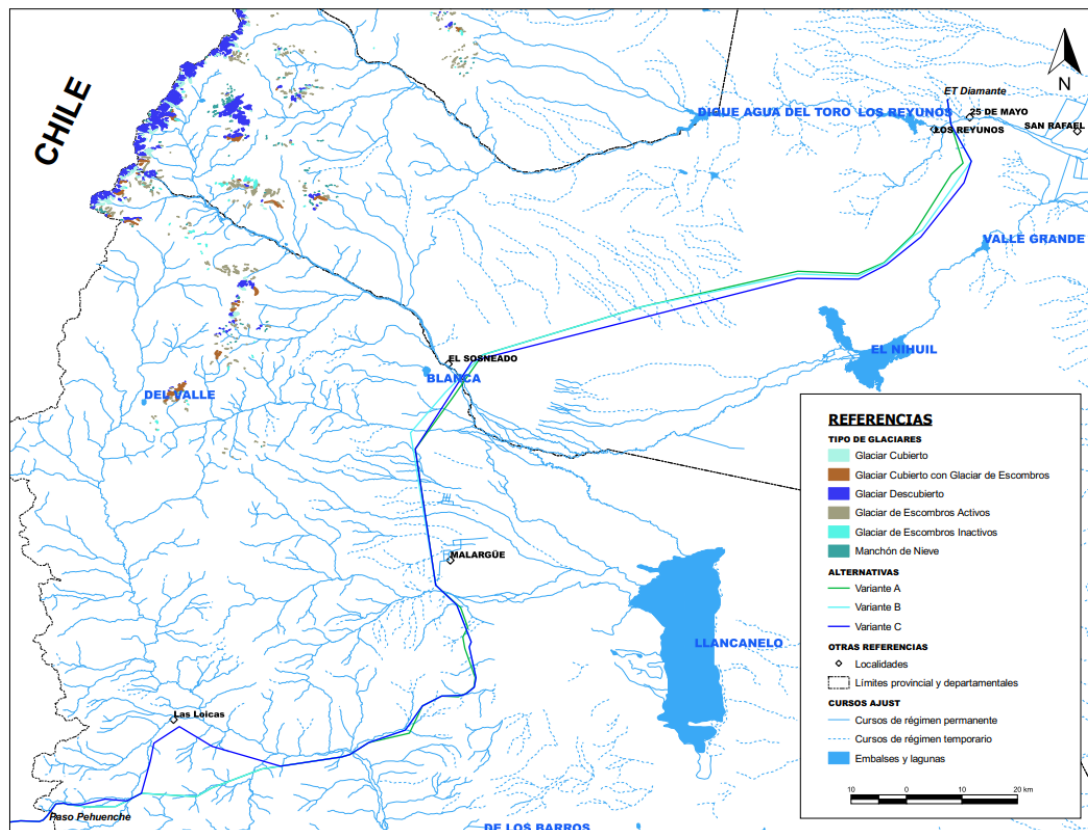 CHILE
N
ET Diamante
DIQUE AGUA DEL TORO
LOS REYUNOS
25 DE MAYO
LOS REYUNOS
SAN RAFAEL
VALLE GRANDE
EL SOSNEADO
EL NIHUIL
BLANCA
DEL VALLE
MALARGÜE
LLANCANELO
Las Loicas
Paso Pehuenche
DE LOS BARROS
REFERENCIAS
TIPO DE GLACIARES
Glaciar Cubierto
Glaciar Cubierto con Glaciar de Escombros
Glaciar Descubierto
Glaciar de Escombros Activos
Glaciar de Escombros Inactivos
Manchón de Nieve
ALTERNATIVAS
Variante A
Variante B
Variante C
OTRAS REFERENCIAS
Localidades
Límites provincial y departamentales
CURSOS AJUST
Cursos de régimen permanente
Cursos de régimen temporario
Embalses y lagunas
10 0 10 20 km